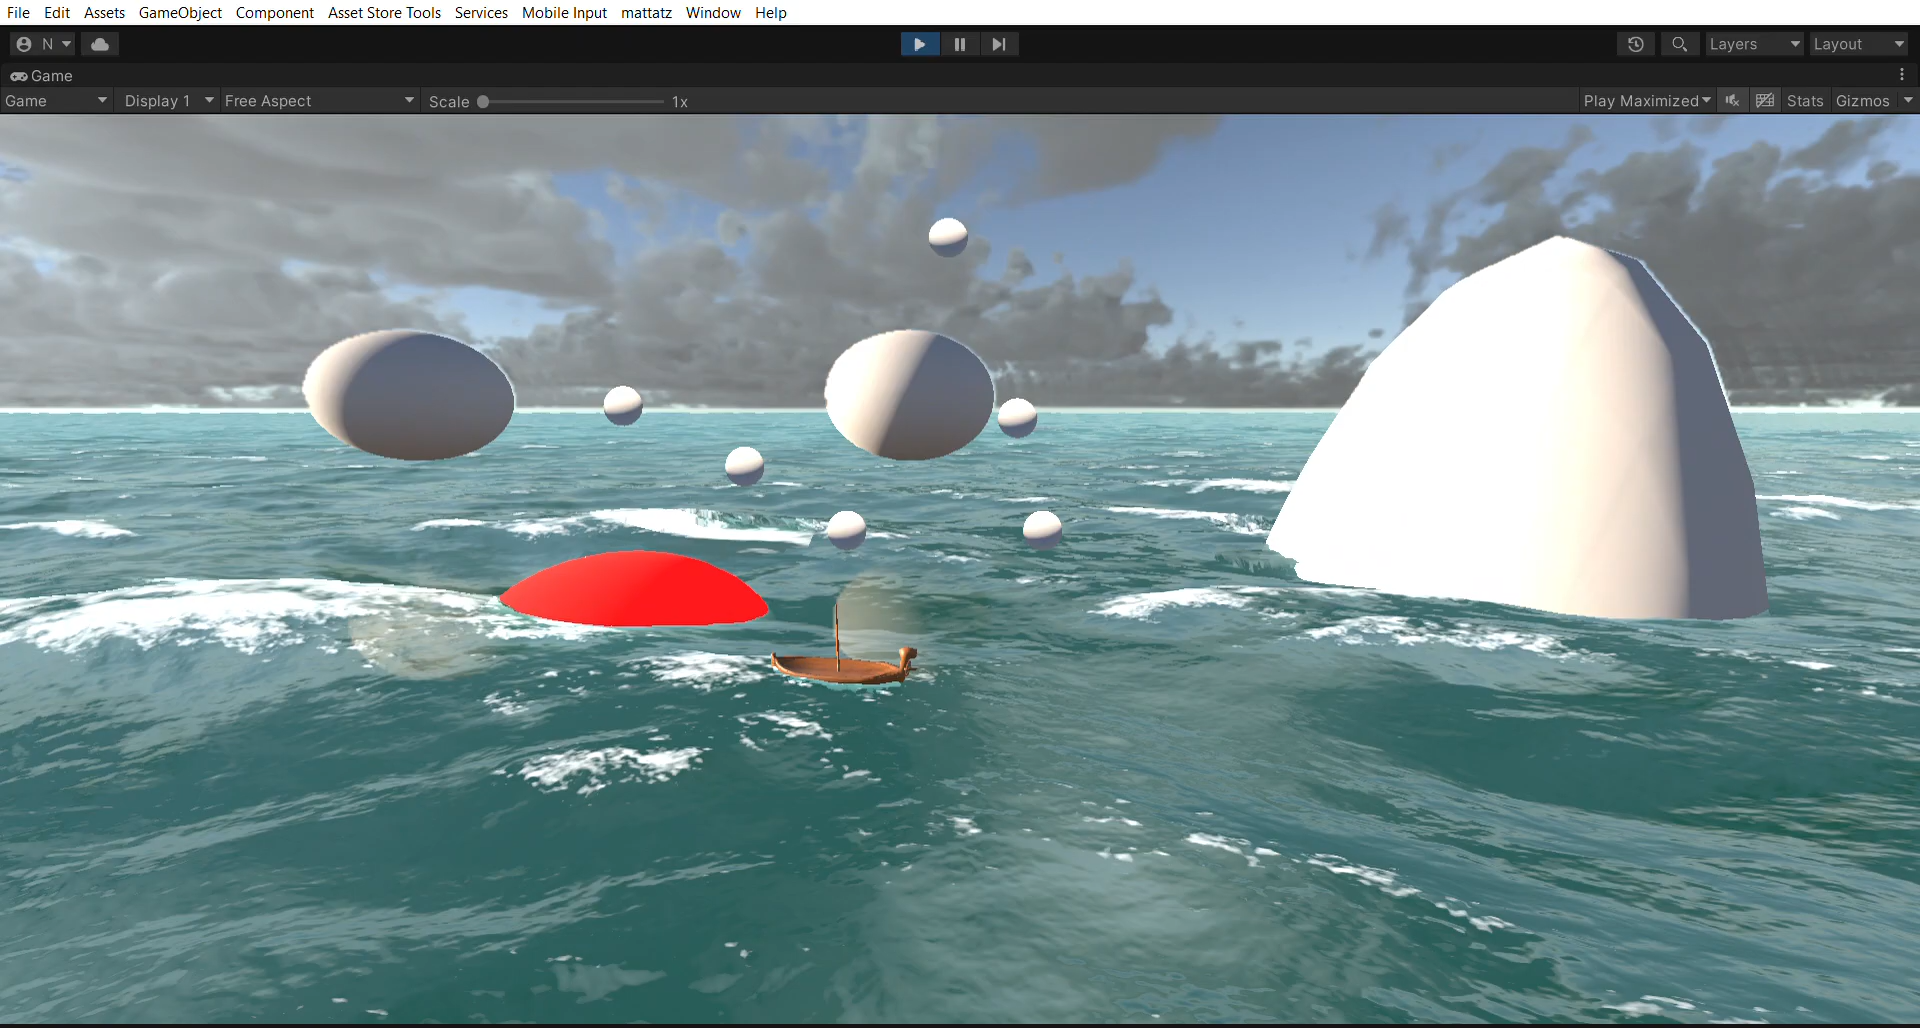 File Edit Assets GameObject Component Asset Store Tools Services Mobile Input mattatz Window Help
N Layers Layout
Game
Game Display 1 Free Aspect Scale 1x Play Maximized Stats Gizmos